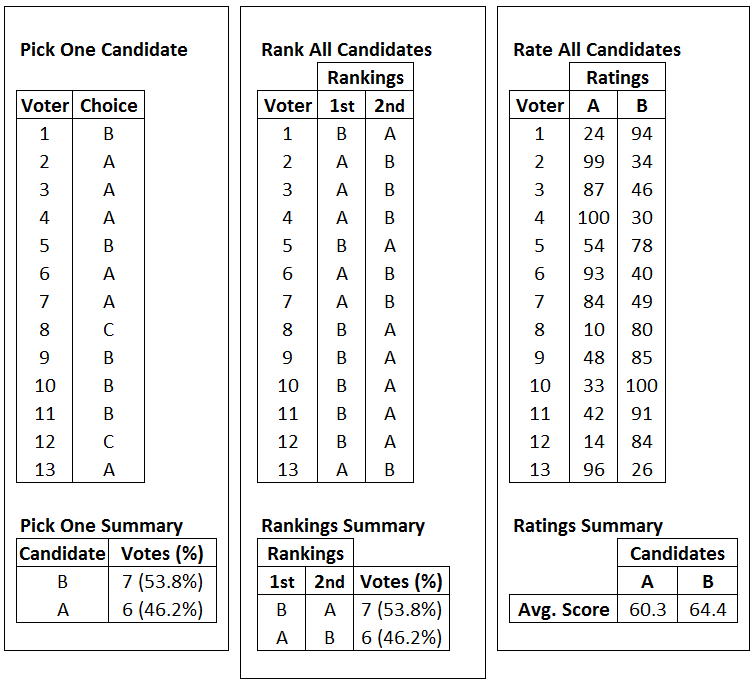 Pick One Candidate
Voter Choice
1 B
2 A
3 A
4 A
5 B
6 A
7 A
8 C
9 B
10 B
11 B
12 C
13 A
Pick One Summary
Candidate Votes (%)
B 7 (53.8%)
A 6 (46.2%)
Rank All Candidates
Rankings
Voter 1st 2nd
1 B A
2 A B
3 A B
4 A B
5 B A
6 A B
7 A B
8 B A
9 B A
10 B A
11 B A
12 B A
13 A B
Rankings Summary
Rankings
1st 2nd Votes (%)
B A 7 (53.8%)
A B 6 (46.2%)
Rate All Candidates
Ratings
Voter A B
1 24 94
2 99 34
3 87 46
4 100 30
5 54 78
6 93 40
7 84 49
8 10 80
9 48 85
10 33 100
11 42 91
12 14 84
13 96 26
Ratings Summary
Candidates
A B
Avg. Score 60.3 64.4